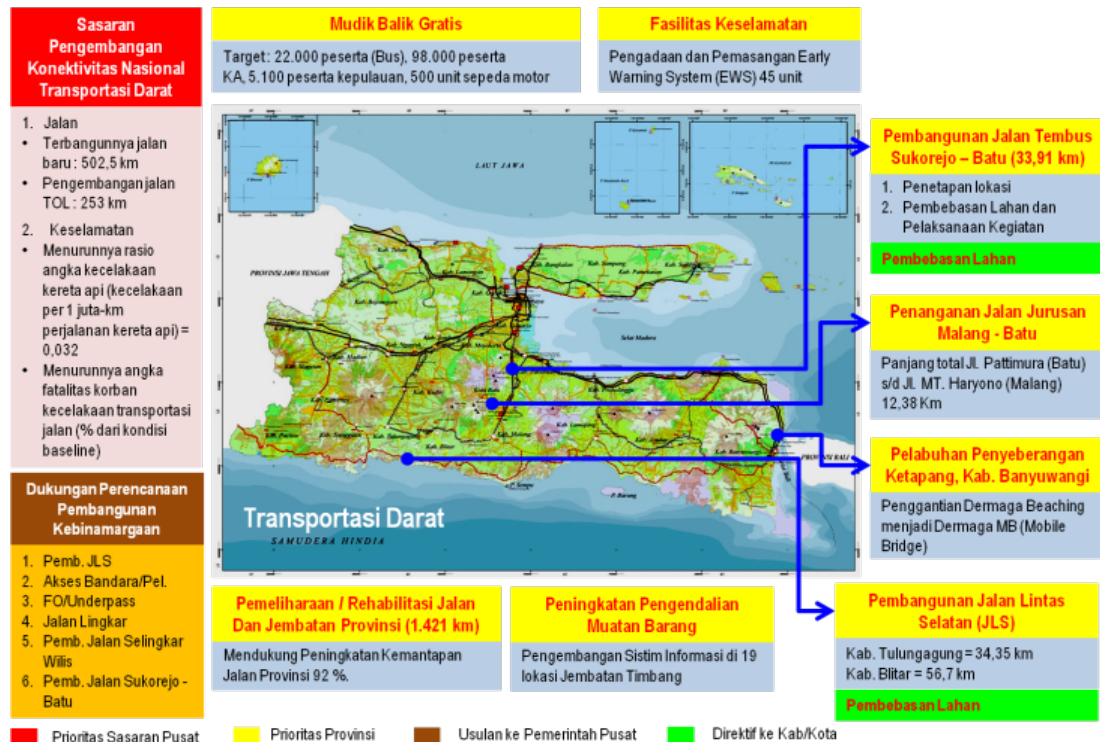 Sasaran
Pengembangan
Konektivitas Nasional
Transportasi Darat
1. Jalan
• Terbangunnya jalan
baru : 502,5 km
• Pengembangan jalan
TOL : 253 km
2. Keselamatan
• Menurunnya rasio
angka kecelakaan
kereta api (kecelakaan
per 1 juta-km
perjalanan kereta api) =
0,032
• Menurunnya angka
fatalitas korban
kecelakaan transportasi
jalan (% dari kondisi
baseline)
Dukungan Perencanaan
Pembangunan
Kebinamargaan
1. Pemb. JLS
2. Akses Bandara/Pel.
3. FO/Underpass
4. Jalan Lingkar
5. Pemb. Jalan Selingkar
Wilis
6. Pemb. Jalan Sukorejo -
Batu
Mudik Balik Gratis
Target : 22.000 peserta (Bus), 98.000 peserta
KA, 5.100 peserta kepulauan, 500 unit sepeda motor
Fasilitas Keselamatan
Pengadaan dan Pemasangan Early
Warning System (EWS) 45 unit
LAUT JAWA
PROVINSI JAWA TENGAH
Selat Madura
PROVINSI BALI
P. Sempu
P. Barung
Transportasi Darat
SAMUDERA HINDIA
Pembangunan Jalan Tembus
Sukorejo – Batu (33,91 km)
1. Penetapan lokasi
2. Pembebasan Lahan dan
Pelaksanaan Kegiatan
Pembebasan Lahan
Penanganan Jalan Jurusan
Malang - Batu
Panjang total JL. Pattimura (Batu)
s/d JL. MT. Haryono (Malang)
12,38 Km
Pelabuhan Penyeberangan
Ketapang, Kab. Banyuwangi
Penggantian Dermaga Beaching
menjadi Dermaga MB (Mobile
Bridge)
Pemeliharaan / Rehabilitasi Jalan
Dan Jembatan Provinsi (1.421 km)
Mendukung Peningkatan Kemantapan
Jalan Provinsi 92 %.
Peningkatan Pengendalian
Muatan Barang
Pengembangan Sistim Informasi di 19
lokasi Jembatan Timbang
Pembangunan Jalan Lintas
Selatan (JLS)
Kab. Tulungagung = 34,35 km
Kab. Blitar = 56,7 km
Pembebasan Lahan
Prioritas Sasaran Pusat
Prioritas Provinsi
Usulan ke Pemerintah Pusat
Direktif ke Kab/Kota